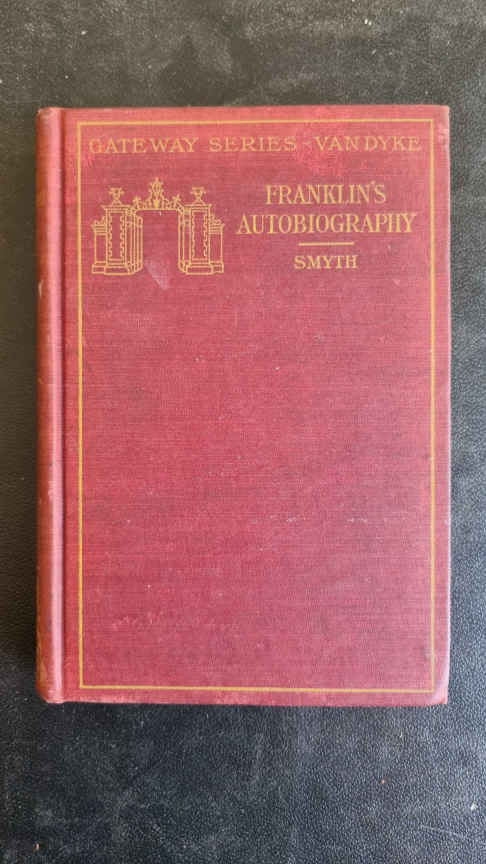 GATEWAY SERIES - VAN DYKE
FRANKLIN'S
AUTOBIOGRAPHY
SMYTH